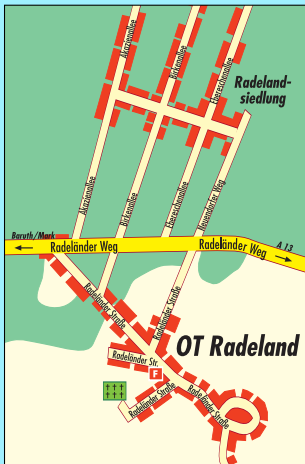 Akazienallee
Birkenallee
Ebereschenallee
Radeland-
siedlung
Akazienallee
Birkenallee
Ebereschenallee
Neuendorfer Weg
Baruth/Mark
Radeländer Weg
Radeländer Weg
A 13
Radeländer Straße
Radeländer Straße
OT Radeland
Radeländer Str.
F
Radeländer Straße
Radeländer Straße